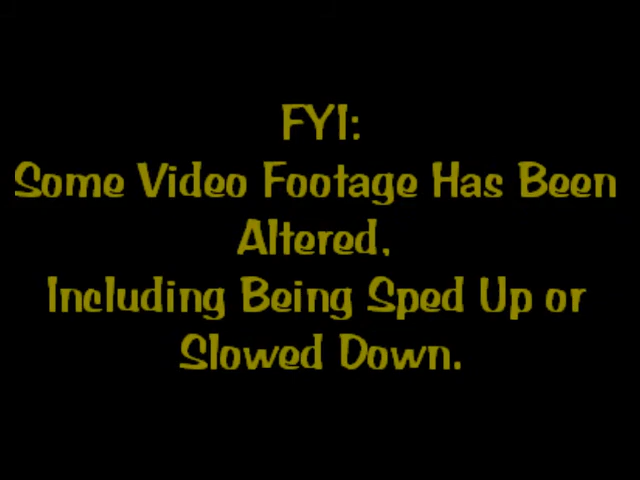 FYI:
Some Video Footage Has Been
Altered,
Including Being Sped Up or
Slowed Down.